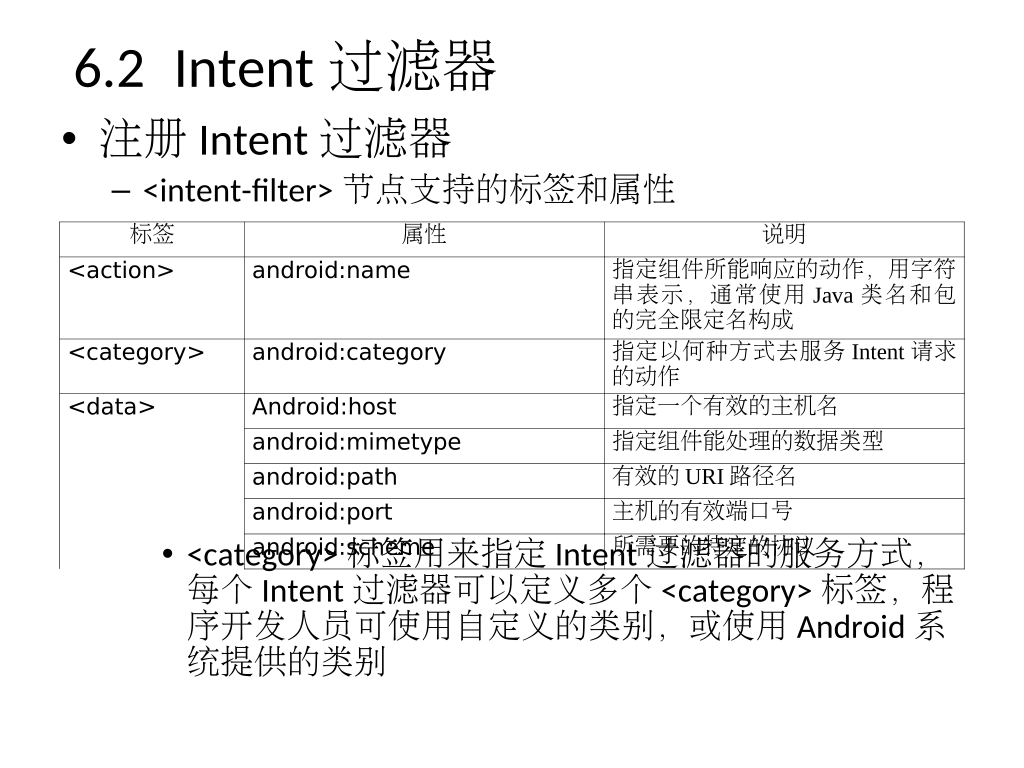 6.2 Intent 过滤器
• 注册 Intent 过滤器
– <intent-filter> 节点支持的标签和属性
标签 属性 说明
<action> android:name 指定组件所能响应的动作，用字符
串表示，通常使用 Java 类名和包
的完全限定名构成
<category> android:category 指定以何种方式去服务 Intent 请求
的动作
<data> Android:host 指定一个有效的主机名
android:mimetype 指定组件能处理的数据类型
android:path 有效的 URI 路径名
android:port 主机的有效端口号
android:scheme 所需要的特定的协议
• <category> 标签用来指定 Intent 过滤器的服务方式，
每个 Intent 过滤器可以定义多个 <category> 标签，程
序开发人员可使用自定义的类别，或使用 Android 系
统提供的类别